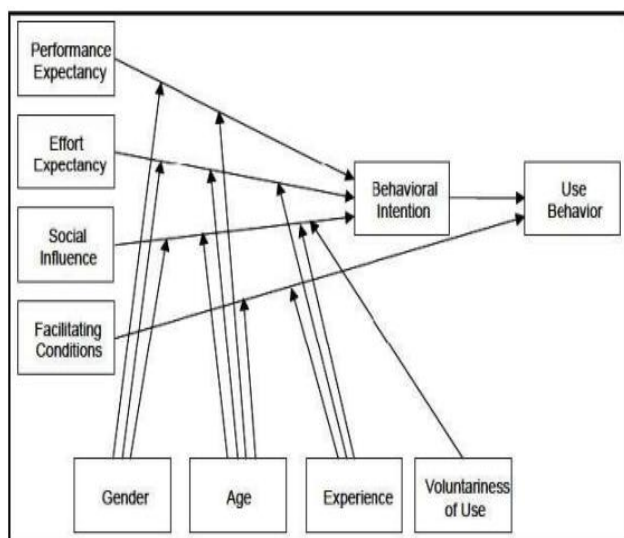 Performance
Expectancy
Effort
Expectancy
Social
Influence
Facilitating
Conditions
Behavioral
Intention
Use
Behavior
Gender
Age
Experience
Voluntariness
of Use